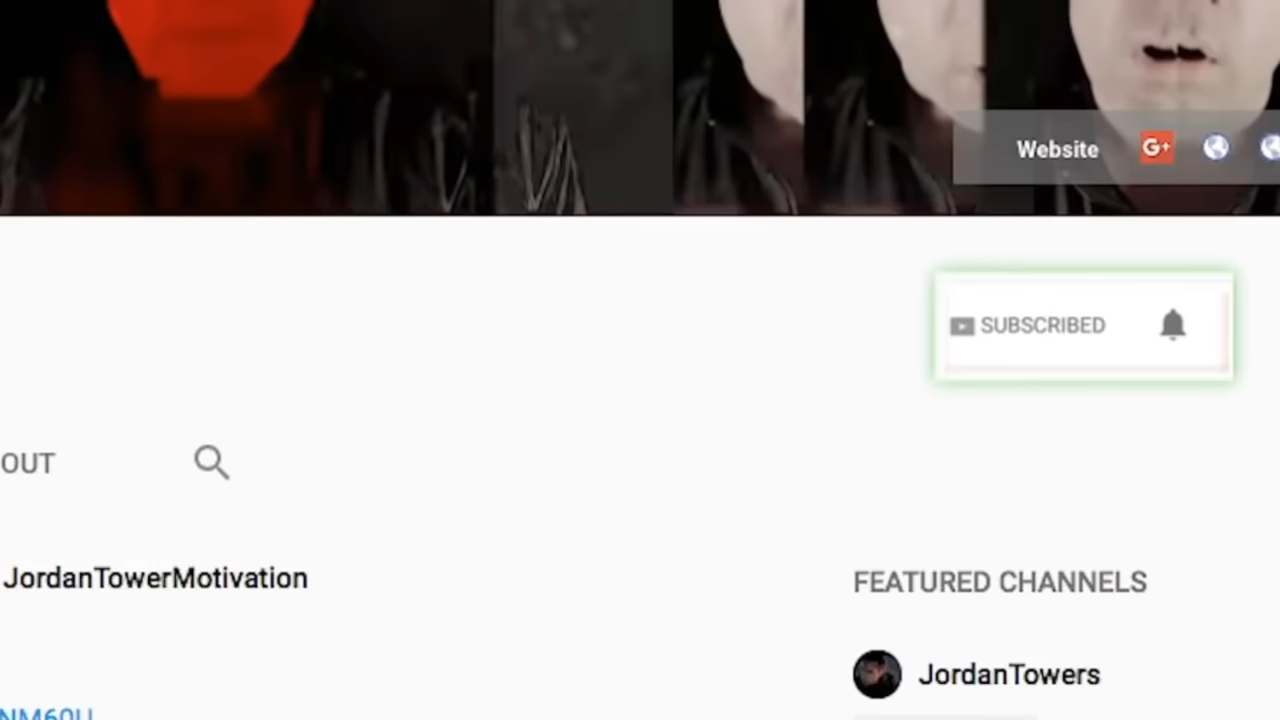 Website G+
SUBSCRIBED
OUT
JordanTowerMotivation
FEATURED CHANNELS
JordanTowers